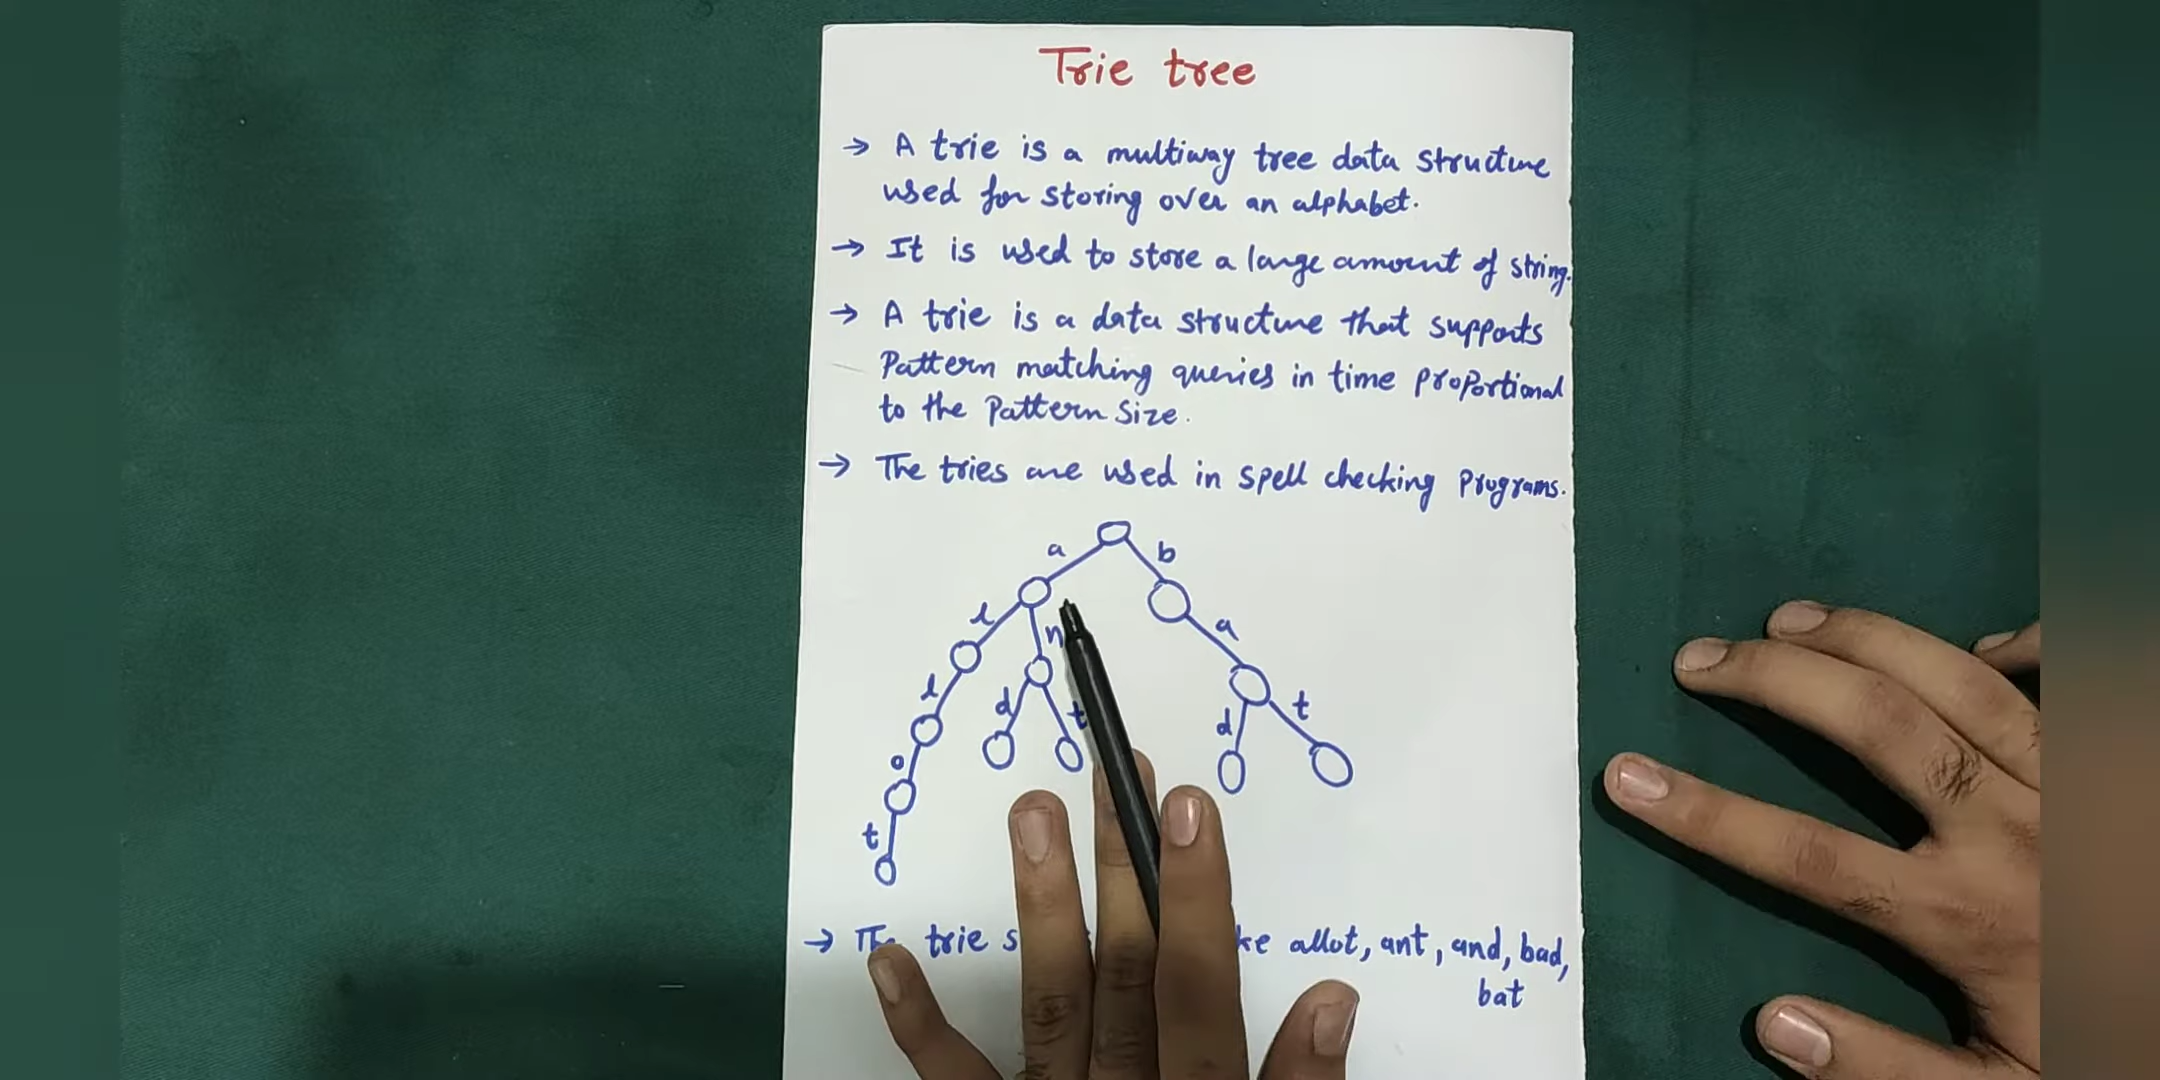 Trie tree
→ A trie is a multiway tree data structure
used for storing over an alphabet.
→ It is used to store a large amount of string.
→ A trie is a data structure that supports
Pattern matching queries in time proportional
to the Pattern Size.
→ The tries are used in spell checking Programs.
a b
l n a
l d t d t
o
t
→ The trie allot, ant, and, bad,
bat